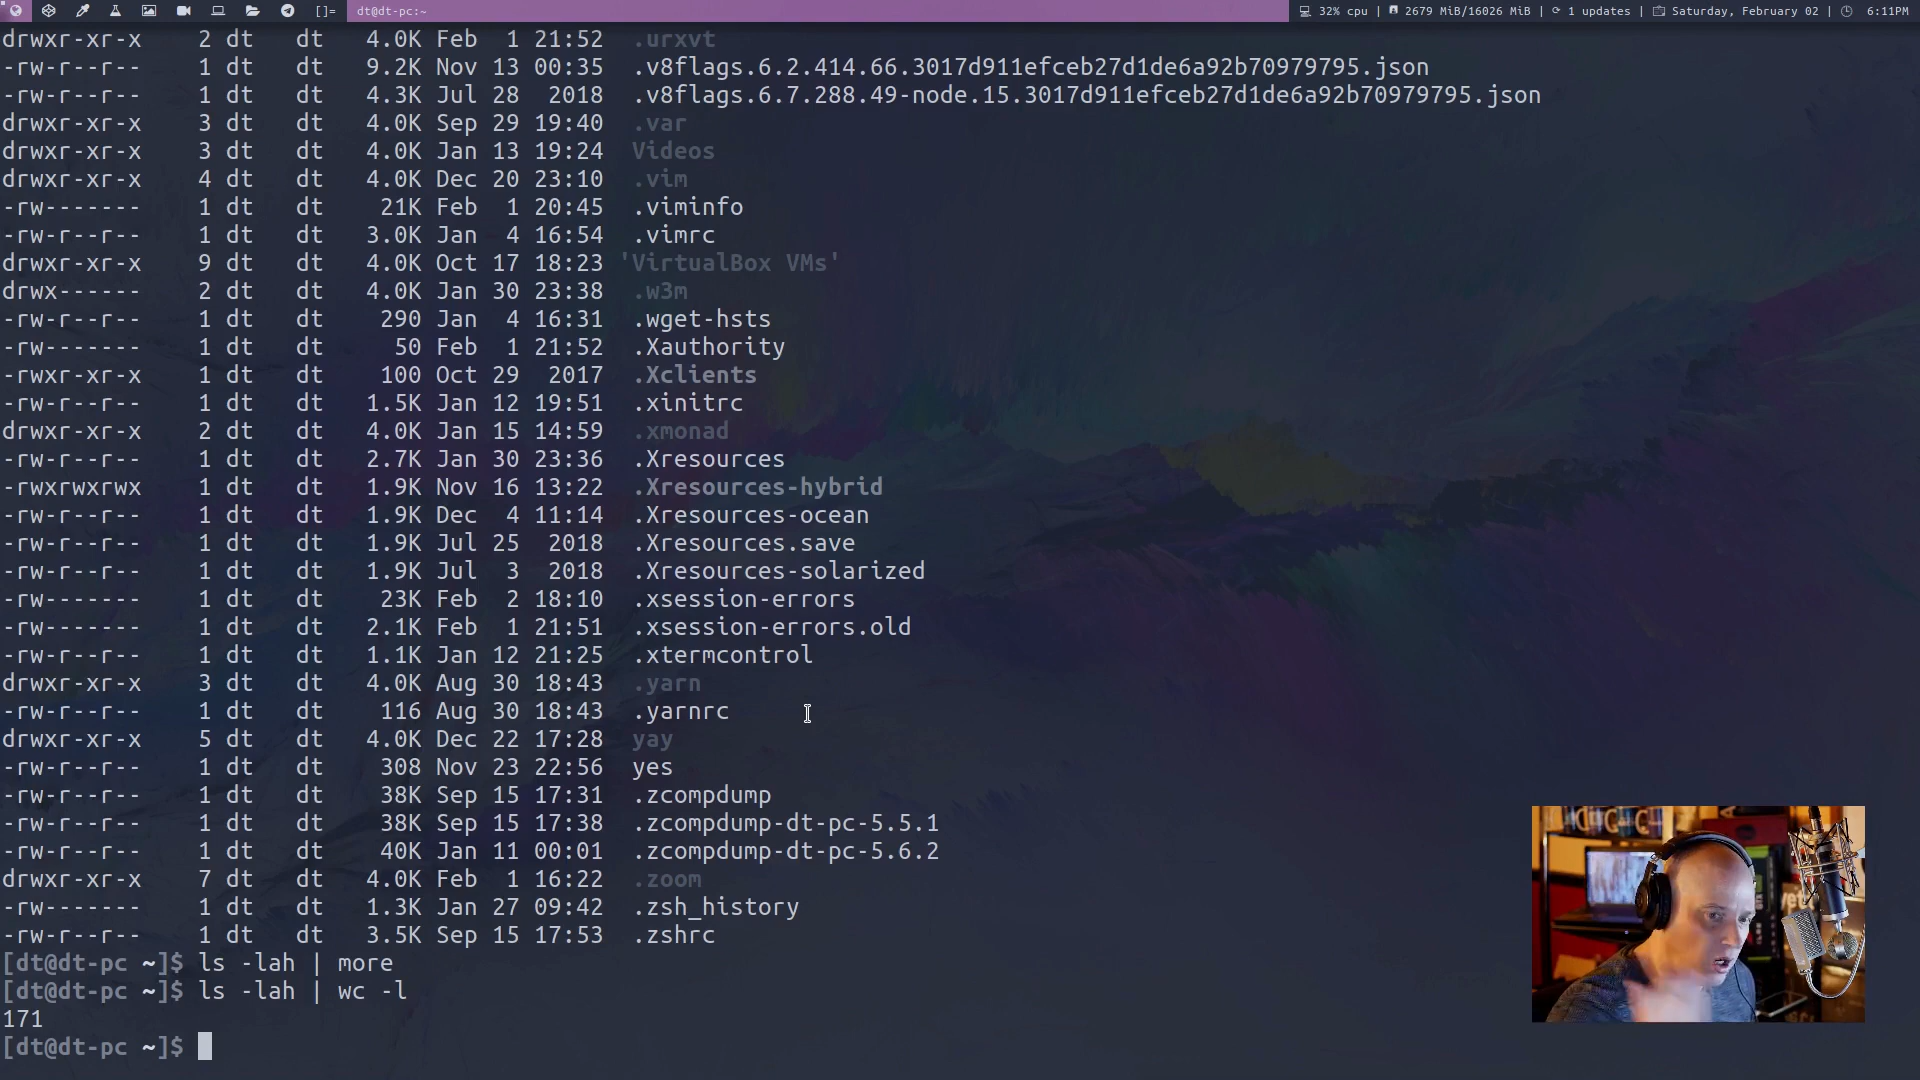 []= dt@dt-pc:~ 32% cpu | 2679 MiB/16026 MiB | 1 updates | Saturday, February 02 | 6:11PM
drwxr-xr-x 2 dt dt 4.0K Feb 1 21:52 .urxvt
-rw-r--r-- 1 dt dt 9.2K Nov 13 00:35 .v8flags.6.2.414.66.3017d911efceb27d1de6a92b70979795.json
-rw-r--r-- 1 dt dt 4.3K Jul 28 2018 .v8flags.6.7.288.49-node.15.3017d911efceb27d1de6a92b70979795.json
drwxr-xr-x 3 dt dt 4.0K Sep 29 19:40 .var
drwxr-xr-x 3 dt dt 4.0K Jan 13 19:24 Videos
drwxr-xr-x 4 dt dt 4.0K Dec 20 23:10 .vim
-rw------- 1 dt dt 21K Feb 1 20:45 .viminfo
-rw-r--r-- 1 dt dt 3.0K Jan 4 16:54 .vimrc
drwxr-xr-x 9 dt dt 4.0K Oct 17 18:23 'VirtualBox VMs'
drwx------ 2 dt dt 4.0K Jan 30 23:38 .w3m
-rw-r--r-- 1 dt dt 290 Jan 4 16:31 .wget-hsts
-rw------- 1 dt dt 50 Feb 1 21:52 .Xauthority
-rwxr-xr-x 1 dt dt 100 Oct 29 2017 .Xclients
-rw-r--r-- 1 dt dt 1.5K Jan 12 19:51 .xinitrc
drwxr-xr-x 2 dt dt 4.0K Jan 15 14:59 .xmonad
-rw-r--r-- 1 dt dt 2.7K Jan 30 23:36 .Xresources
-rwxrwxrwx 1 dt dt 1.9K Nov 16 13:22 .Xresources-hybrid
-rw-r--r-- 1 dt dt 1.9K Dec 4 11:14 .Xresources-ocean
-rw-r--r-- 1 dt dt 1.9K Jul 25 2018 .Xresources.save
-rw-r--r-- 1 dt dt 1.9K Jul 3 2018 .Xresources-solarized
-rw------- 1 dt dt 23K Feb 2 18:10 .xsession-errors
-rw------- 1 dt dt 2.1K Feb 1 21:51 .xsession-errors.old
-rw-r--r-- 1 dt dt 1.1K Jan 12 21:25 .xtermcontrol
drwxr-xr-x 3 dt dt 4.0K Aug 30 18:43 .yarn
-rw-r--r-- 1 dt dt 116 Aug 30 18:43 .yarnrc
drwxr-xr-x 5 dt dt 4.0K Dec 22 17:28 yay
-rw-r--r-- 1 dt dt 308 Nov 23 22:56 yes
-rw-r--r-- 1 dt dt 38K Sep 15 17:31 .zcompdump
-rw-r--r-- 1 dt dt 38K Sep 15 17:38 .zcompdump-dt-pc-5.5.1
-rw-r--r-- 1 dt dt 40K Jan 11 00:01 .zcompdump-dt-pc-5.6.2
drwxr-xr-x 7 dt dt 4.0K Feb 1 16:22 .zoom
-rw------- 1 dt dt 1.3K Jan 27 09:42 .zsh_history
-rw-r--r-- 1 dt dt 3.5K Sep 15 17:53 .zshrc
[dt@dt-pc ~]$ ls -lah | more
[dt@dt-pc ~]$ ls -lah | wc -l
171
[dt@dt-pc ~]$